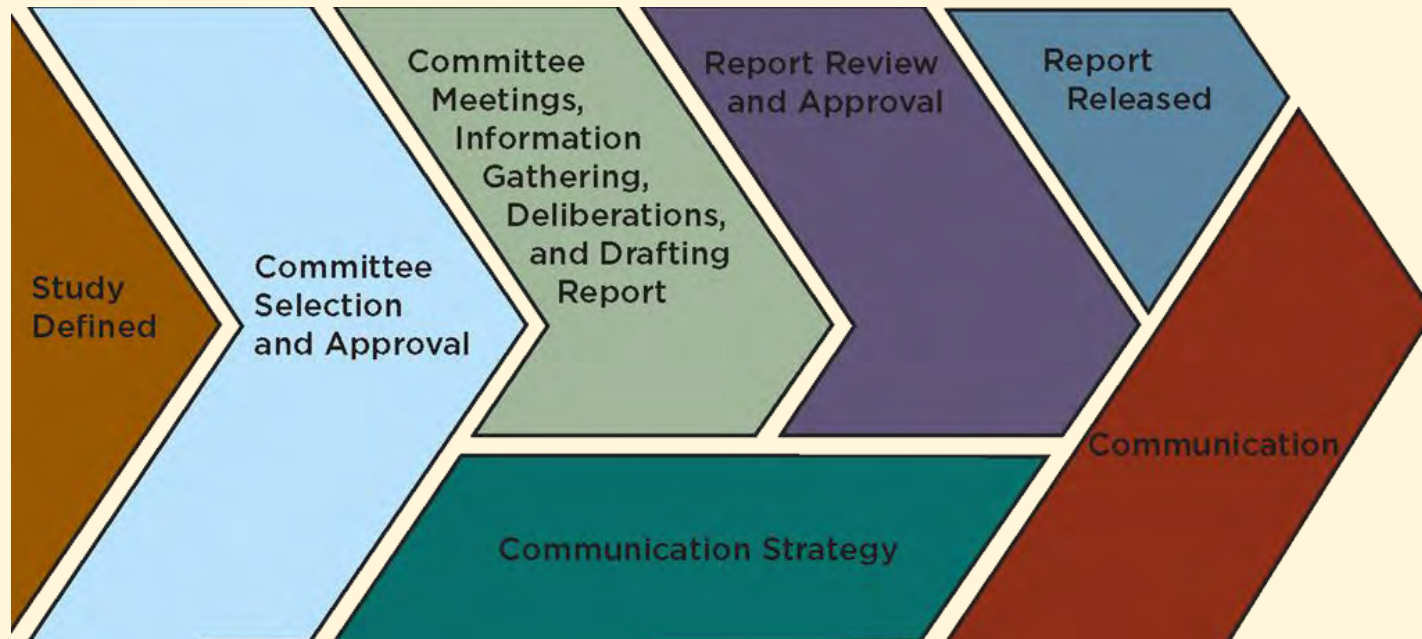 Study
Defined
Committee
Selection
and Approval
Committee
Meetings,
Information
Gathering,
Deliberations,
and Drafting
Report
Report Review
and Approval
Report
Released
Communication Strategy
Communication